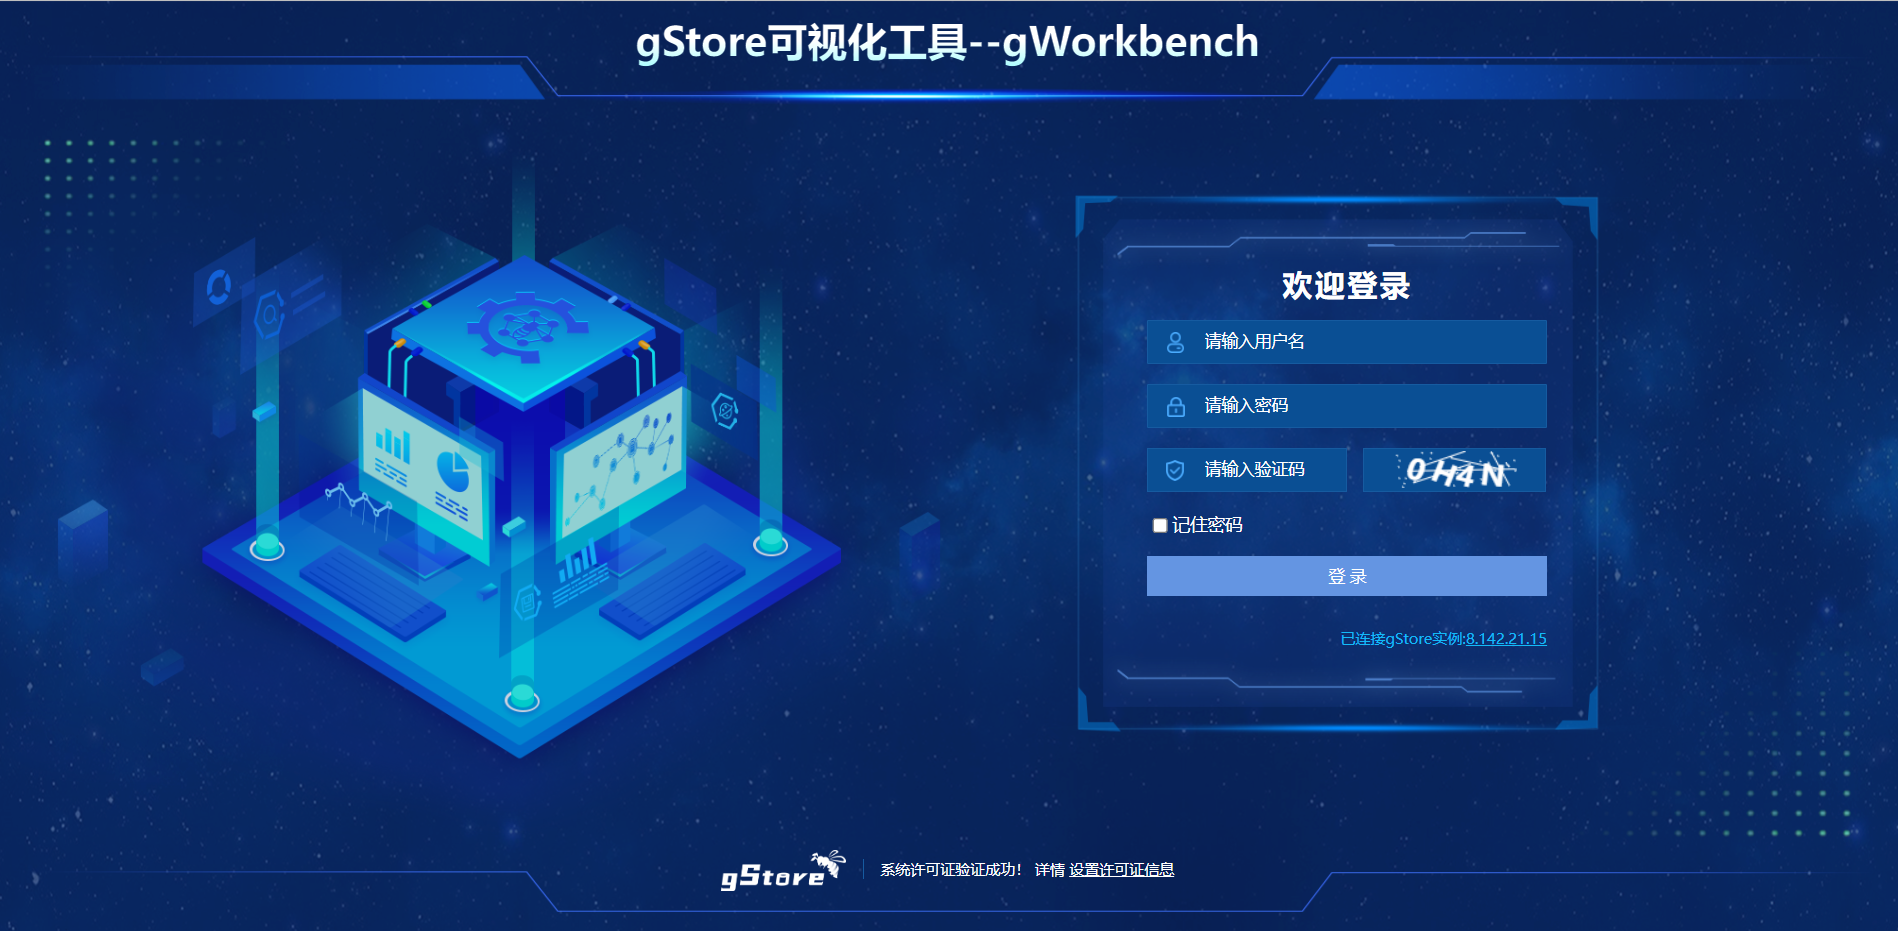 gStore可视化工具--gWorkbench
欢迎登录
请输入用户名
请输入密码
请输入验证码
0H4N
记住密码
登 录
已连接gStore实例:8.142.21.15
gStore
系统许可证验证成功! 详情 设置许可证信息